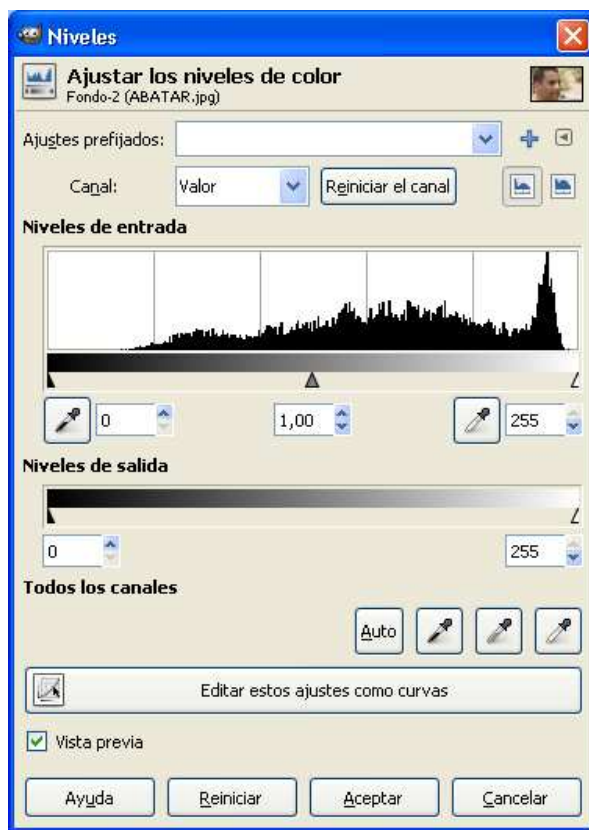 Niveles
Ajustar los niveles de color
Fondo-2 (ABATAR.jpg)
Ajustes prefijados:
Canal: Valor Reiniciar el canal
Niveles de entrada
0 1,00 255
Niveles de salida
0 255
Todos los canales
Auto
Editar estos ajustes como curvas
Vista previa
Ayuda Reiniciar Aceptar Cancelar